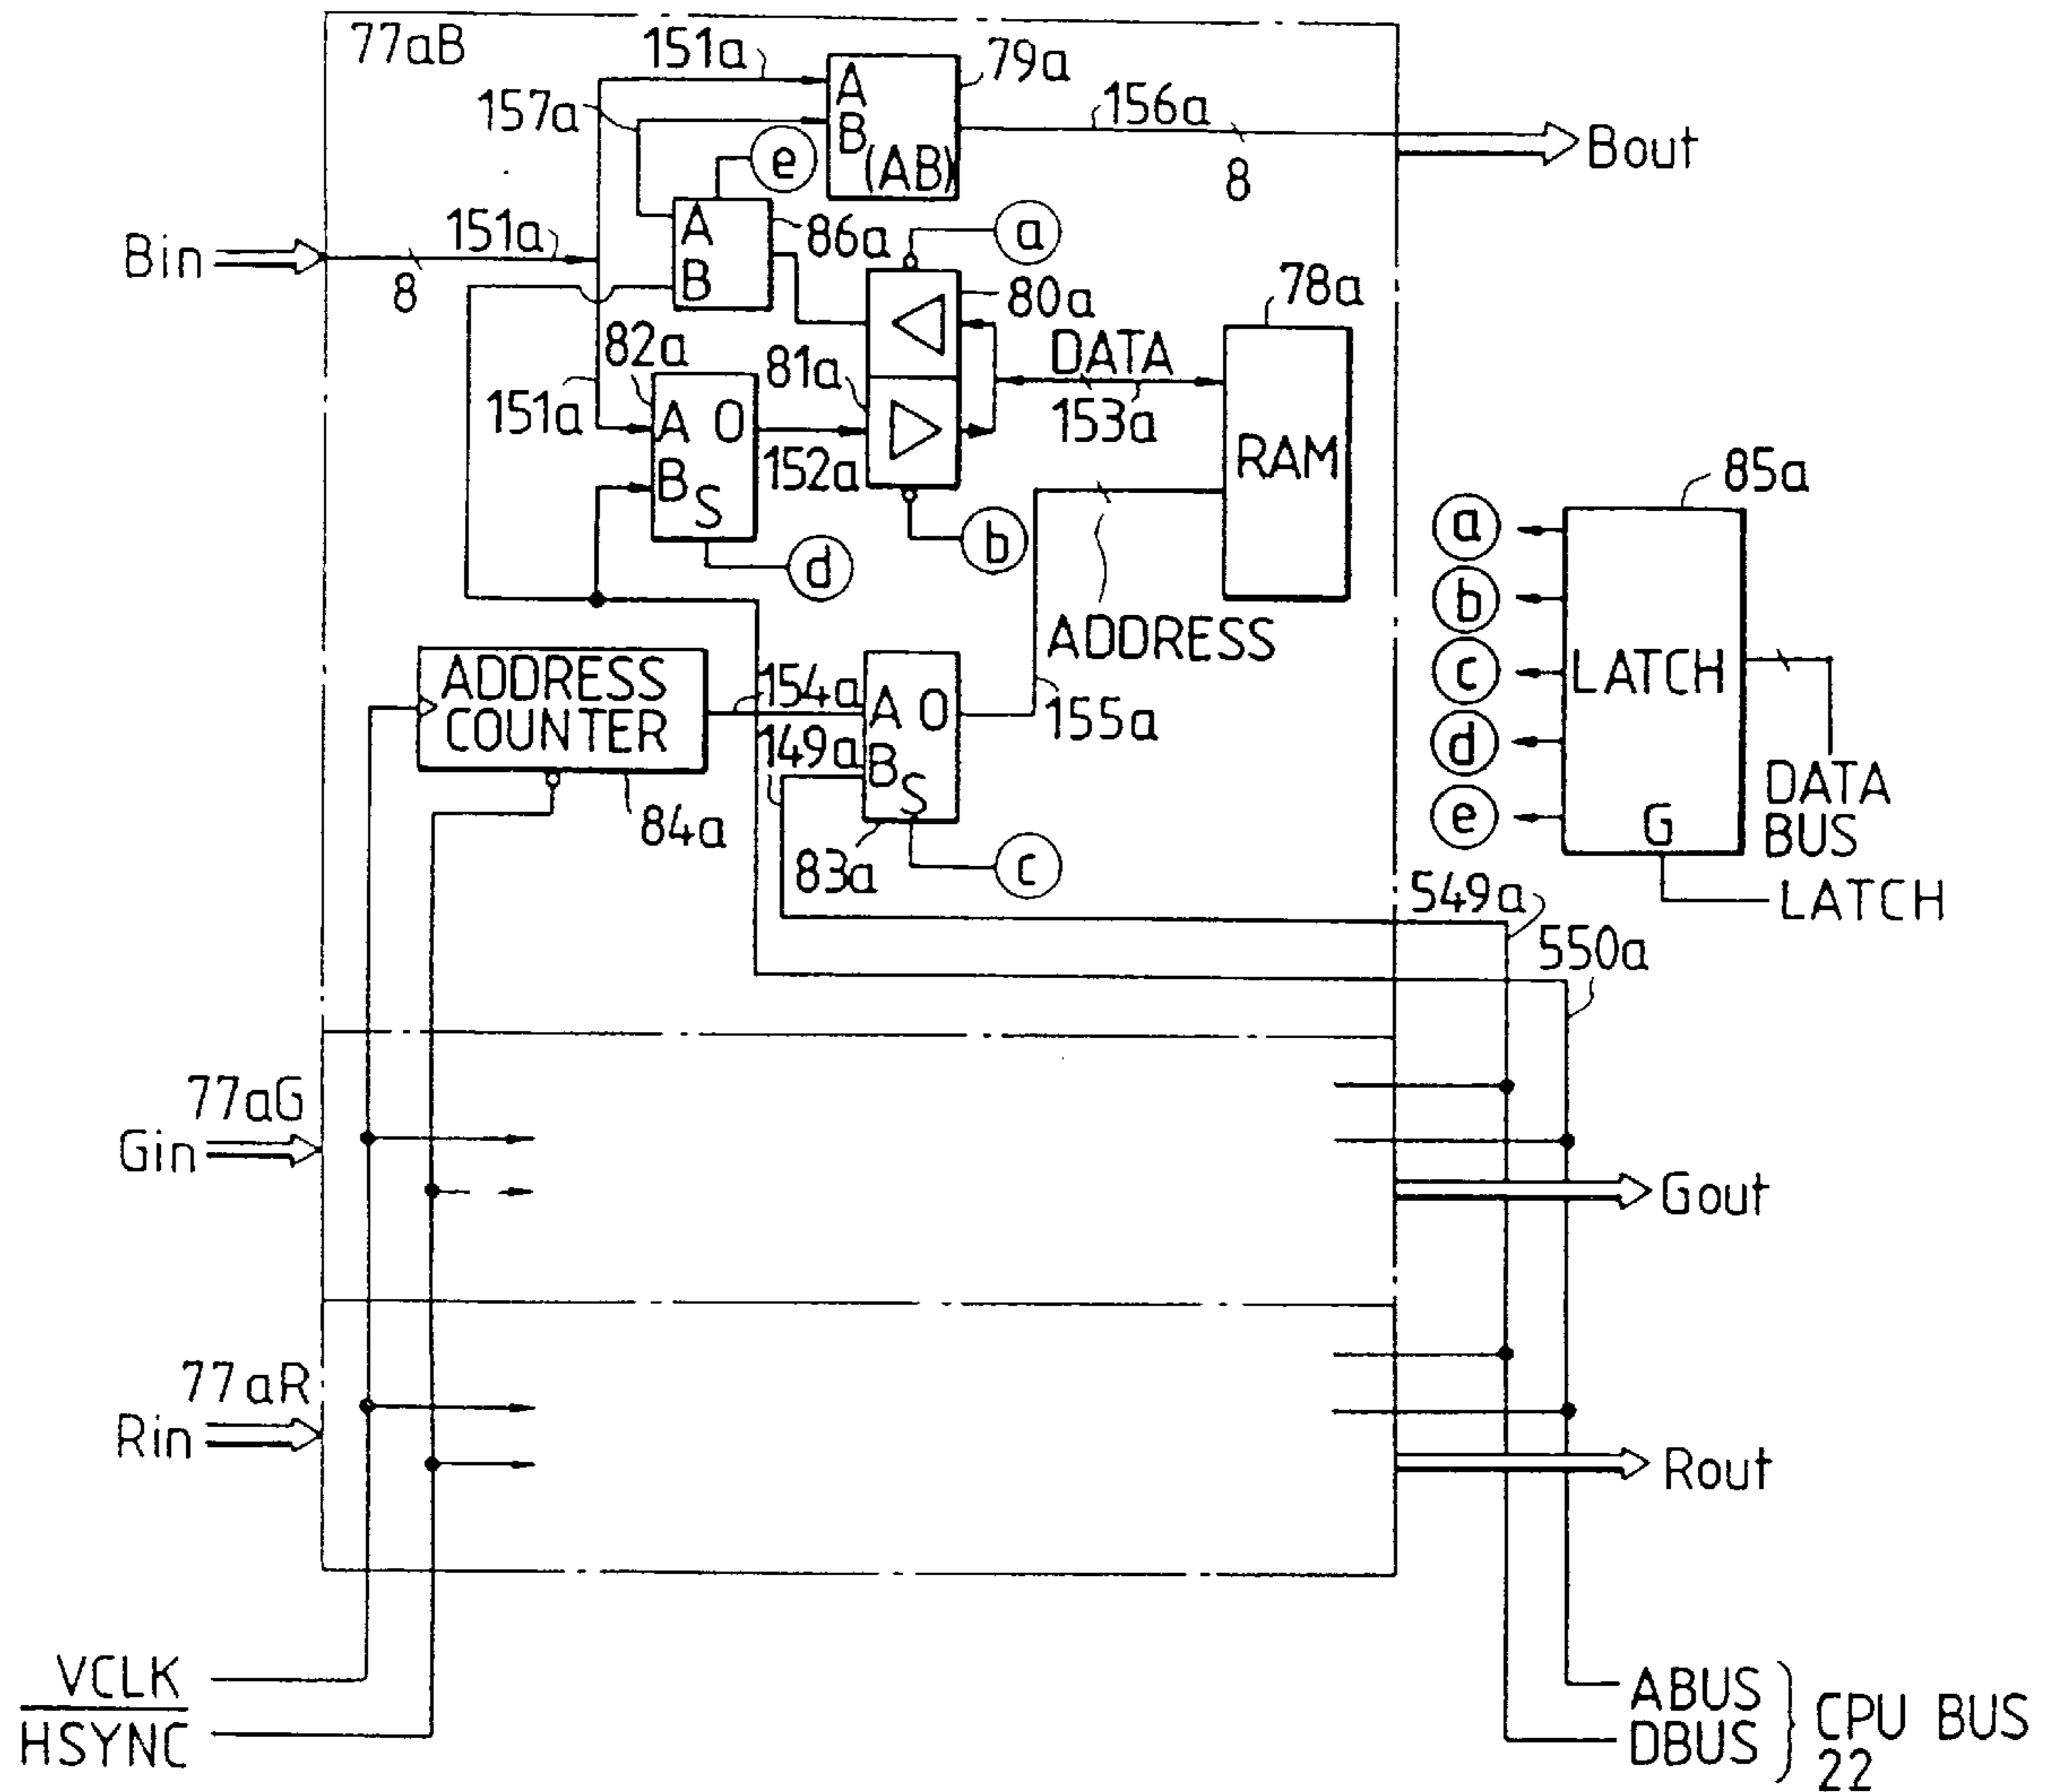 77aB
151a
79a
A
B
(AB)
157a
156a
8
Bout
e
Bin
8
151a
A
B
86a
a
80a
78a
82a
81a
DATA
153a
RAM
151a
A O
B
S
152a
b
d
85a
a
b
c
d
e
LATCH
G
DATA
BUS
LATCH
ADDRESS
ADDRESS
COUNTER
154a
149a
A O
B
S
155a
84a
83a
c
549a
550a
77aG
Gin
Gout
77aR
Rin
Rout
VCLK
HSYNC
ABUS
DBUS
CPU BUS
22